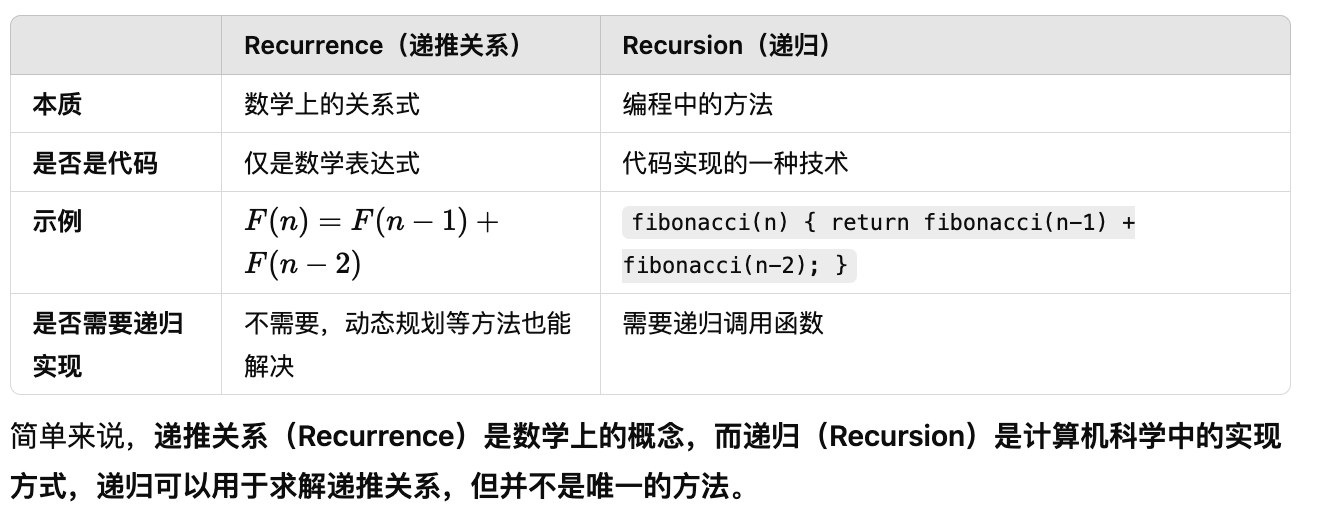 Recurrence（递推关系） Recursion（递归）
本质 数学上的关系式 编程中的方法
是否是代码 仅是数学表达式 代码实现的一种技术
示例 F(n) = F(n − 1) + fibonacci(n) { return fibonacci(n-1) +
F(n − 2) fibonacci(n-2); }
是否需要递归 不需要，动态规划等方法也能 需要递归调用函数
实现 解决
简单来说，递推关系（Recurrence）是数学上的概念，而递归（Recursion）是计算机科学中的实现
方式，递归可以用于求解递推关系，但并不是唯一的方法。